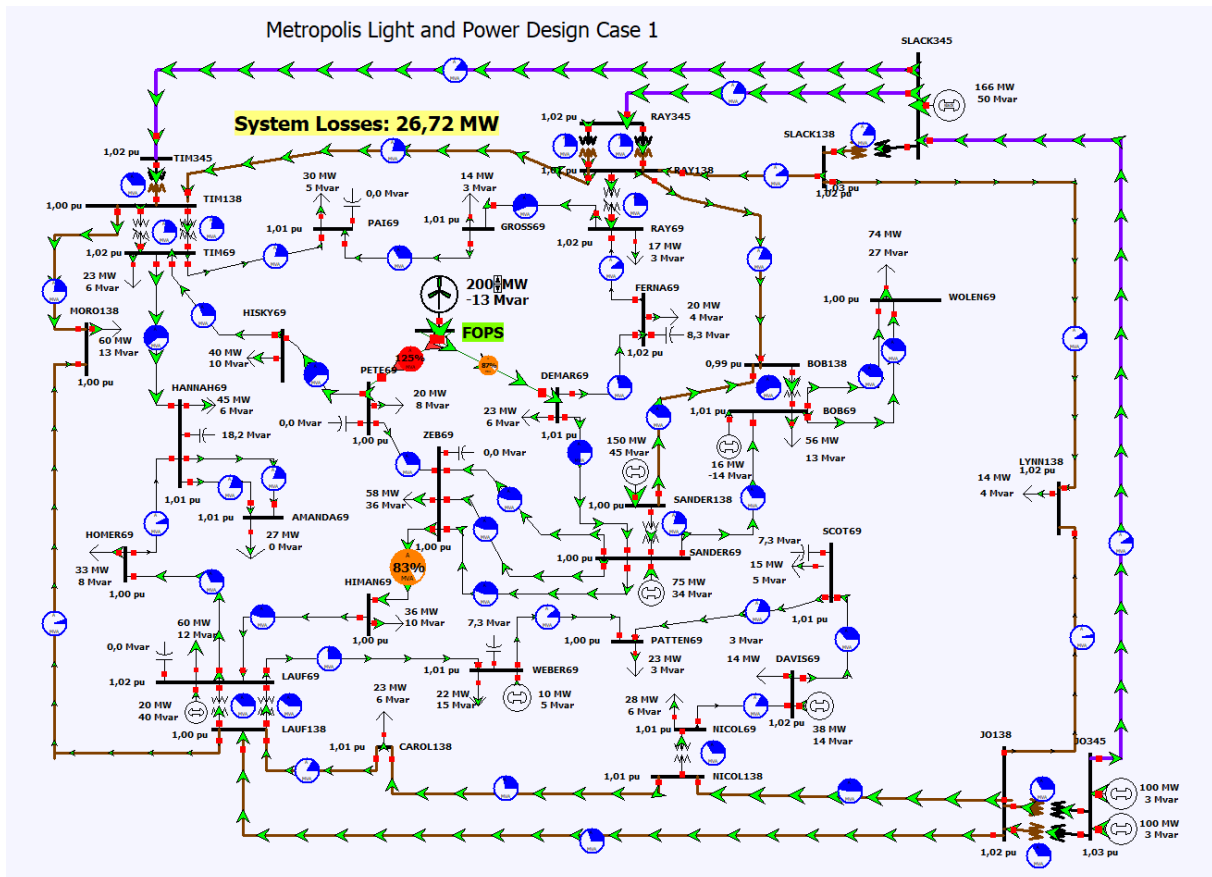 Metropolis Light and Power Design Case 1
SLACK345
166 MW
50 Mvar
System Losses: 26,72 MW
1,02 pu
RAY345
SLACK138
1,02 pu
TIM345
RAY138
1,03 pu
1,02 pu
30 MW
5 Mvar
0,0 Mvar
14 MW
3 Mvar
1,00 pu
TIM138
PAI69
1,01 pu
1,01 pu
GROSS69
RAY69
1,02 pu
17 MW
3 Mvar
74 MW
27 Mvar
1,02 pu
TIM69
23 MW
6 Mvar
200 MW
-13 Mvar
FERNA69
20 MW
4 Mvar
8,3 Mvar
1,00 pu
WOLEN69
MORO138
60 MW
13 Mvar
HISKY69
FOPS
1,02 pu
40 MW
10 Mvar
125%
87%
0,99 pu
BOB138
1,00 pu
PETE69
DEMAR69
HANNAH69
45 MW
6 Mvar
20 MW
8 Mvar
23 MW
6 Mvar
1,01 pu
1,01 pu
BOB69
18,2 Mvar
0,0 Mvar
1,00 pu
ZEB69
0,0 Mvar
150 MW
45 Mvar
56 MW
13 Mvar
16 MW
-14 Mvar
LYNN138
1,02 pu
14 MW
4 Mvar
1,01 pu
58 MW
36 Mvar
1,00 pu
SANDER138
1,01 pu
AMANDA69
27 MW
0 Mvar
HOMER69
33 MW
8 Mvar
1,00 pu
1,00 pu
1,00 pu
SANDER69
SCOT69
7,3 Mvar
15 MW
5 Mvar
83%
HIMAN69
75 MW
34 Mvar
60 MW
12 Mvar
36 MW
10 Mvar
7,3 Mvar
1,01 pu
0,0 Mvar
1,00 pu
1,00 pu
PATTEN69
3 Mvar
1,02 pu
LAUF69
1,01 pu
WEBER69
23 MW
3 Mvar
14 MW
DAVIS69
20 MW
40 Mvar
23 MW
6 Mvar
22 MW
15 Mvar
10 MW
5 Mvar
28 MW
6 Mvar
1,02 pu
38 MW
14 Mvar
1,00 pu
LAUF138
1,01 pu
CAROL138
1,01 pu
NICOL69
JO138
JO345
1,01 pu
NICOL138
100 MW
3 Mvar
100 MW
3 Mvar
1,02 pu
1,03 pu